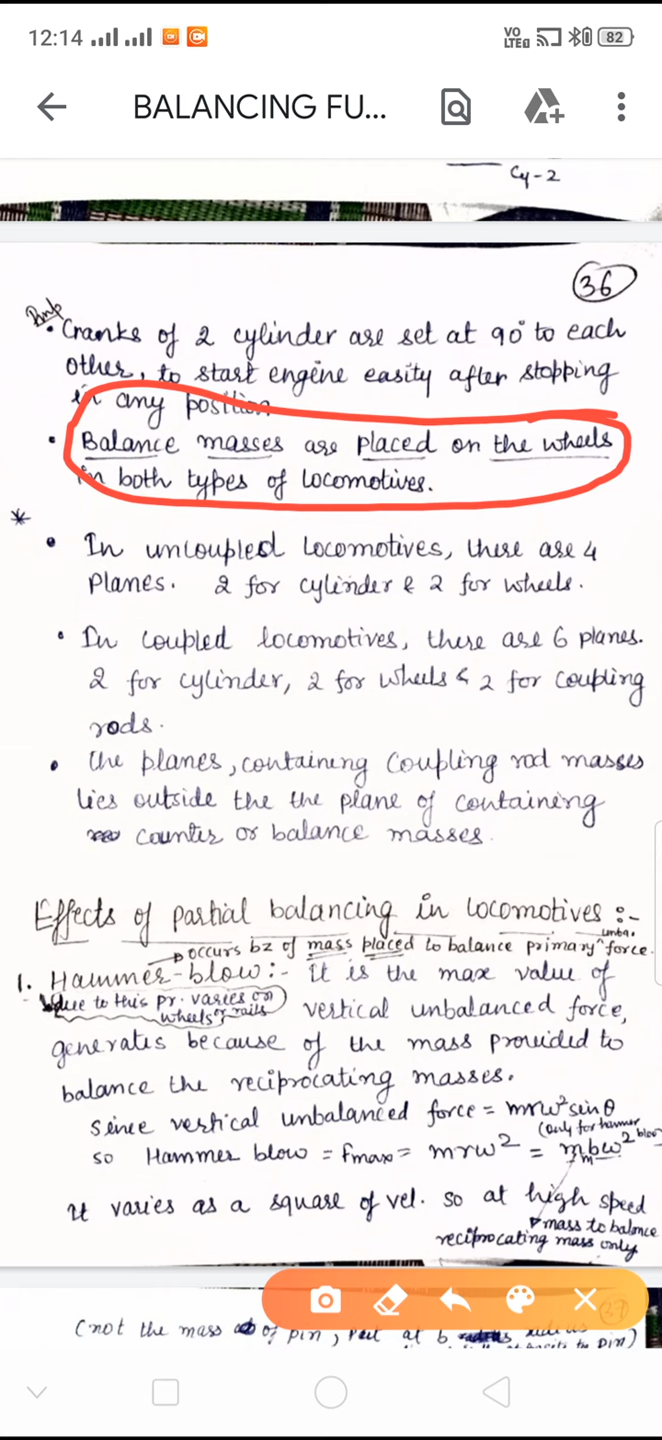 12:14
VO
LTE
82
BALANCING FU...
Cy-2
36
Imp
• Cranks of 2 cylinder are set at 90° to each
other, to start engine easity after stopping
in any position
• Balance masses are placed on the wheels
in both types of locomotives.
*
• In uncoupled locomotives, there are 4
planes. 2 for cylinder & 2 for wheels.
• In coupled locomotives, there are 6 planes.
2 for cylinder, 2 for wheels & 2 for coupling
rods.
• The planes, containing coupling rod masses
lies outside the the plane of containing
counter or balance masses.
Effects of partial balancing in locomotives :-
occurs bz of mass placed to balance primary unba. force.
1. Hammer-blow :- it is the max value of
due to this pr. varies on
wheels & rails
vertical unbalanced force,
generates because of the mass provided to
balance the reciprocating masses.
Since vertical unbalanced force = mrω² sin θ
(only for hammer
blow
so Hammer blow = fmax = mrω² = mbω²
it varies as a square of vel. so at high speed
mass to balance
reciprocating mass only
37
(not the mass of pin, but at b